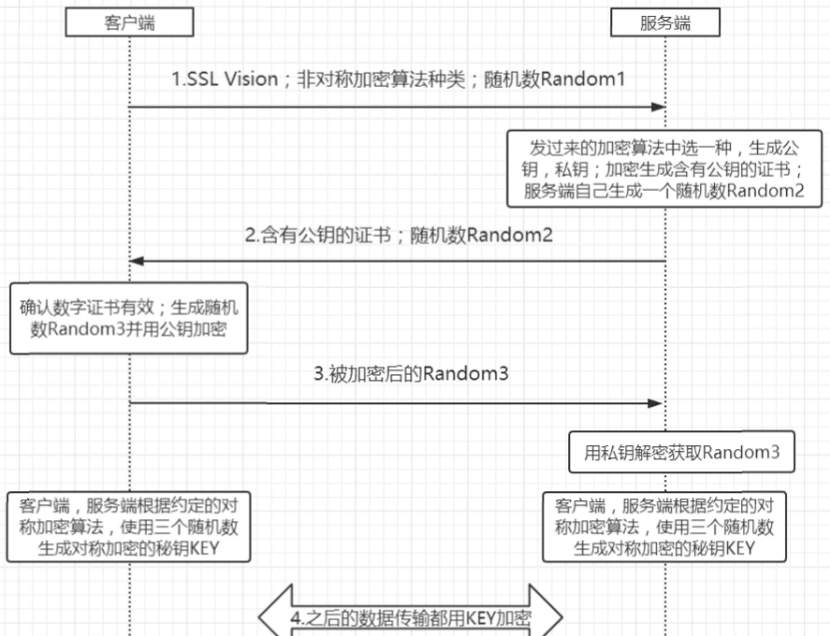 客户端
服务端
1.SSL Vision；非对称加密算法种类；随机数Random1
发过来的加密算法中选一种，生成公
钥，私钥；加密生成含有公钥的证书；
服务端自己生成一个随机数Random2
2.含有公钥的证书；随机数Random2
确认数字证书有效；生成随机
数Random3并用公钥加密
3.被加密后的Random3
用私钥解密获取Random3
客户端，服务端根据约定的对
称加密算法，使用三个随机数
生成对称加密的秘钥KEY
客户端，服务端根据约定的对
称加密算法，使用三个随机数
生成对称加密的秘钥KEY
4.之后的数据传输都用KEY加密